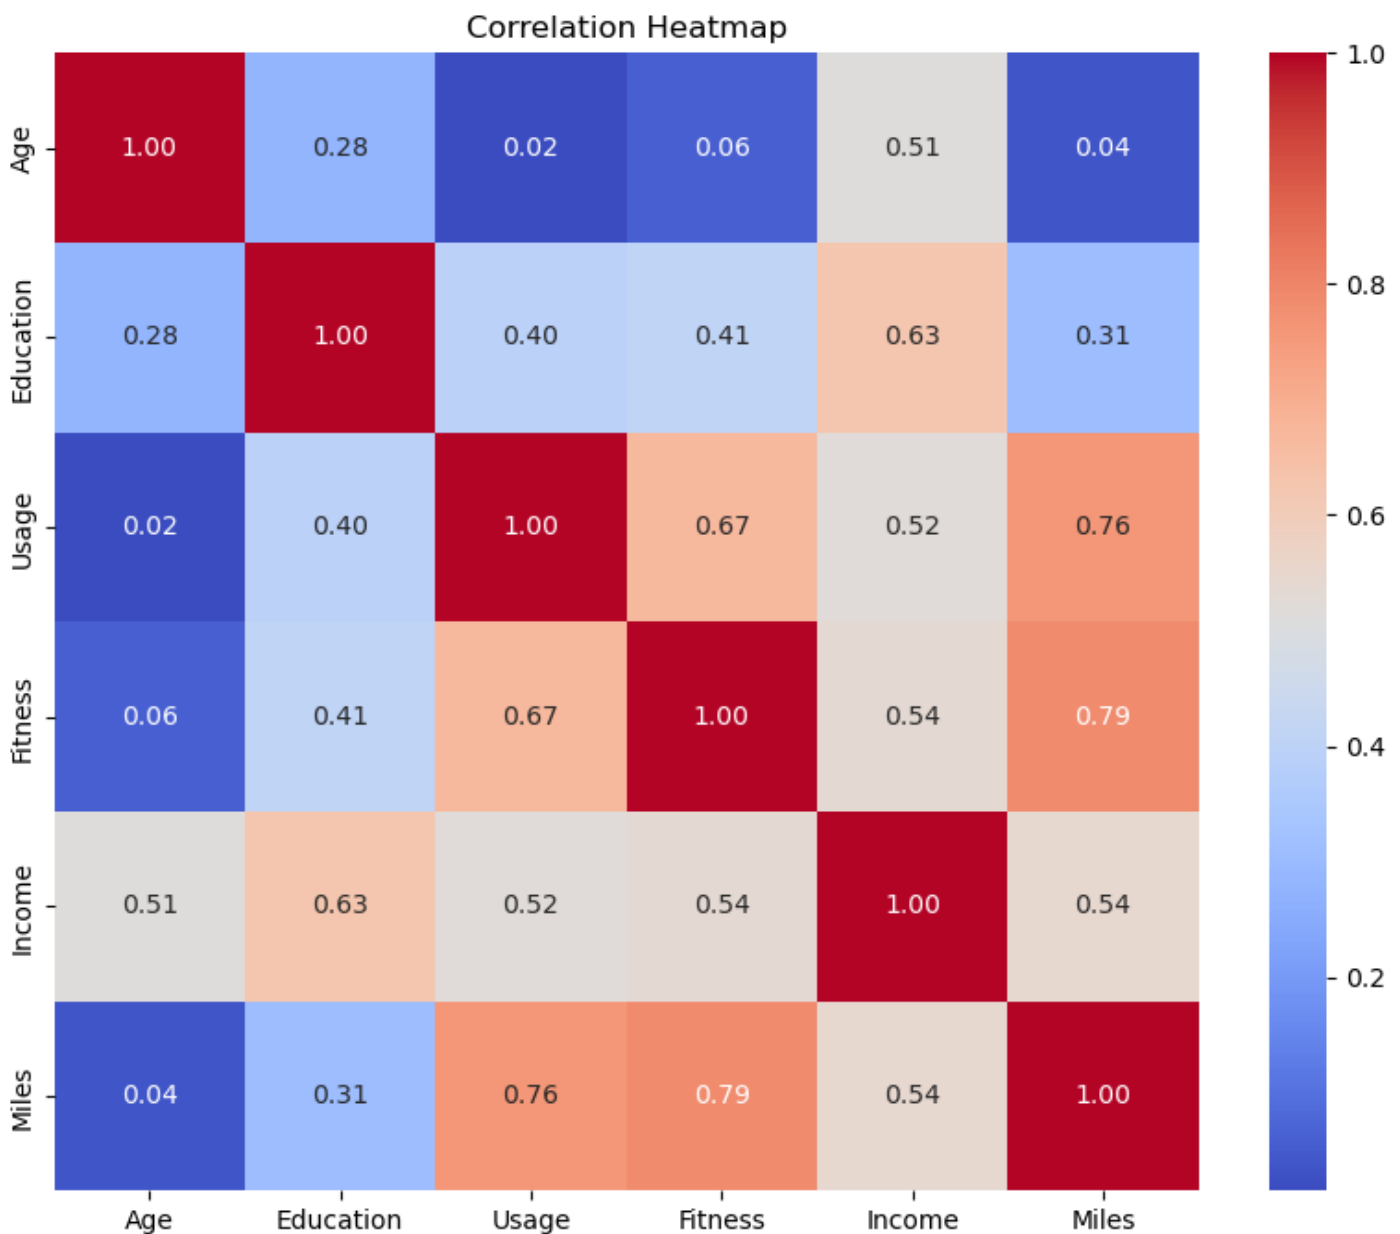 Correlation Heatmap
Age 1.00 0.28 0.02 0.06 0.51 0.04
Education 0.28 1.00 0.40 0.41 0.63 0.31
Usage 0.02 0.40 1.00 0.67 0.52 0.76
Fitness 0.06 0.41 0.67 1.00 0.54 0.79
Income 0.51 0.63 0.52 0.54 1.00 0.54
Miles 0.04 0.31 0.76 0.79 0.54 1.00
Age Education Usage Fitness Income Miles
1.0
0.8
0.6
0.4
0.2